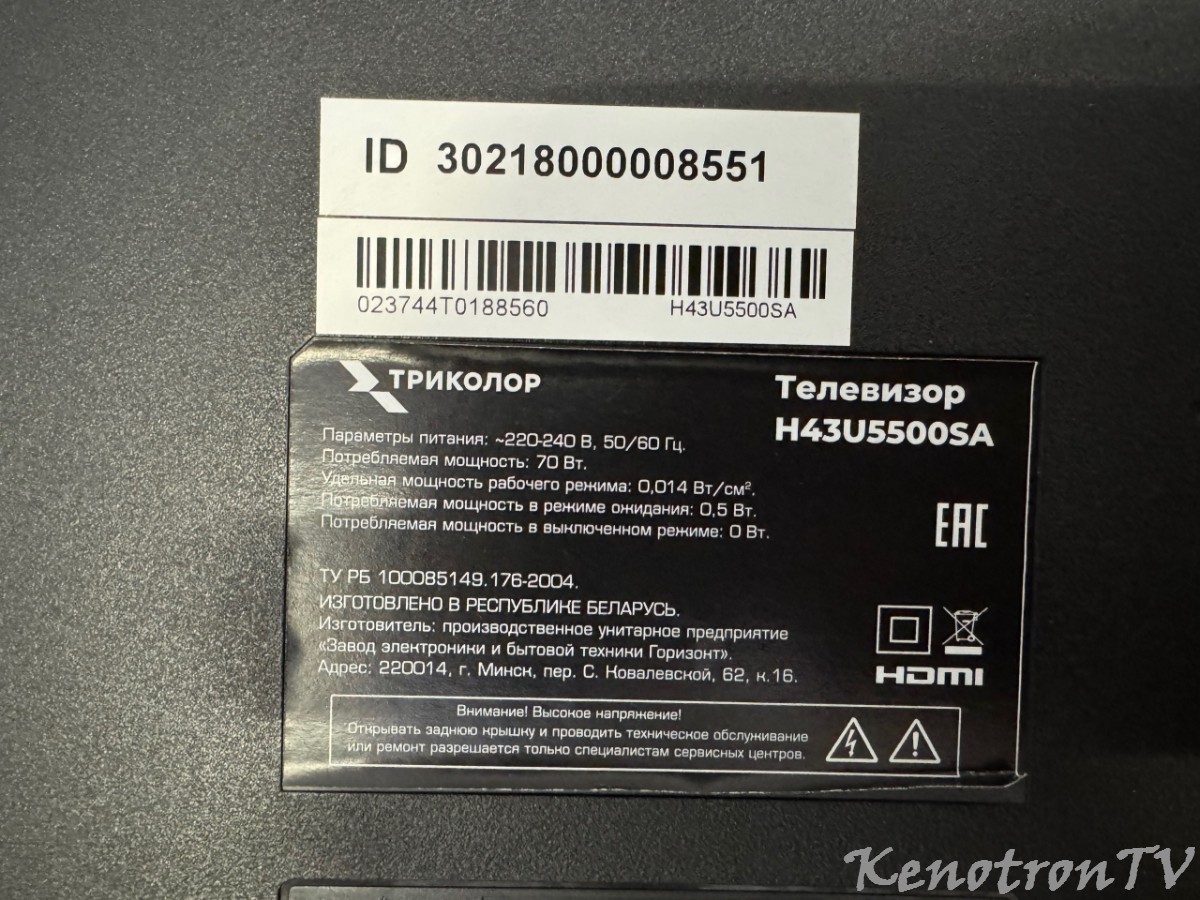 ID 30218000008551
023744T0188560 H43U5500SA
ТРИКОЛОР
Телевизор
H43U5500SA
Параметры питания: ~220-240 В, 50/60 Гц.
Потребляемая мощность: 70 Вт.
Удельная мощность рабочего режима: 0,014 Вт/см².
Потребляемая мощность в режиме ожидания: 0,5 Вт.
Потребляемая мощность в выключенном режиме: 0 Вт.
EAC
ТУ РБ 100085149.176-2004.
ИЗГОТОВЛЕНО В РЕСПУБЛИКЕ БЕЛАРУСЬ.
Изготовитель: производственное унитарное предприятие
«Завод электроники и бытовой техники Горизонт».
Адрес: 220014, г. Минск, пер. С. Ковалевской, 62, к.16.
HDMI
Внимание! Высокое напряжение!
Открывать заднюю крышку и проводить техническое обслуживание
или ремонт разрешается только специалистам сервисных центров.
KenotronTV